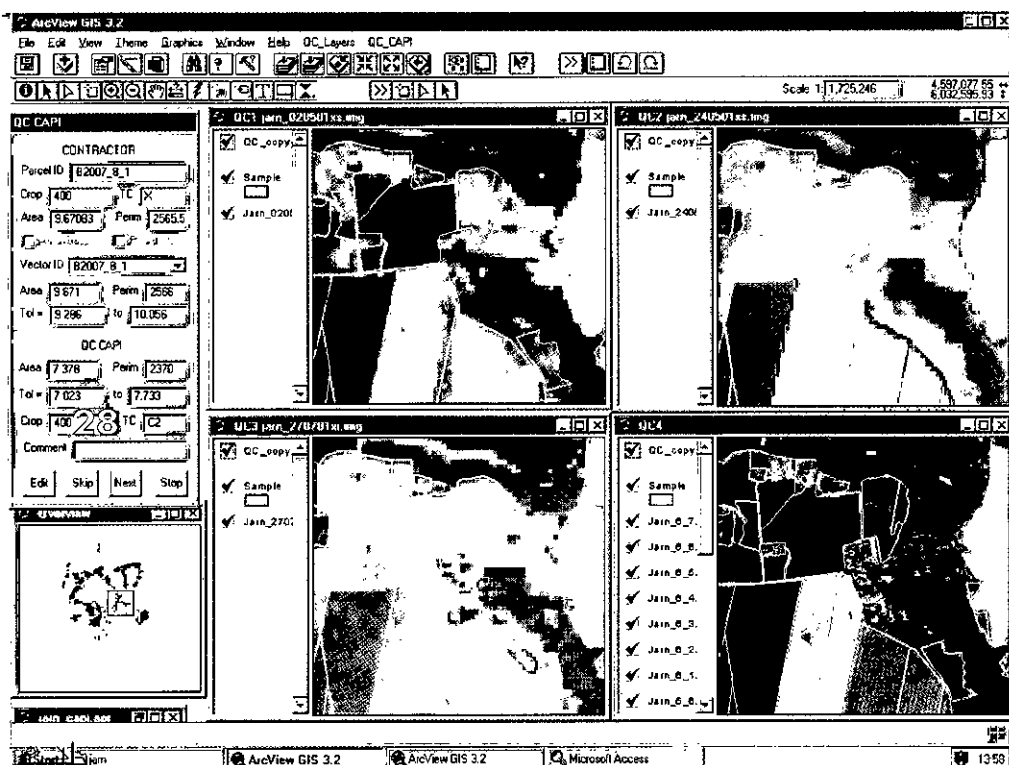 ArcView GIS 3.2
File Edit View Theme Graphics Window Help QC_Layers QC_CAPI
Scale 1: 1,725,246
4,597,077.55
6,032,595.93
QC CAPI
CONTRACTOR
Parcel ID B2007_8_1
Crop 400 TC X
Area 9.67083 Perim 2565.5
Vector ID B2007_8_1
Area 9.671 Perim 2566
Tol = 9.286 to 10.056
QC CAPI
Area 7.378 Perim 2370
Tol = 7.023 to 7.733
Crop 400 28 TC C2
Comment
Edit Skip Next Stop
Overview
jarn_capi.apr
QC1 jarn_020501xs.img
QC_copy
Sample
Jarn_020
QC2 jarn_240501xs.img
QC_copy
Sample
Jarn_240
QC3 jarn_270701xi.img
QC_copy
Sample
Jarn_270
QC4
QC_copy
Sample
Jarn_6_7.
Jarn_6_6.
Jarn_6_5.
Jarn_6_4.
Jarn_6_3.
Jarn_6_2.
Jarn_6_1.
Jarn_5_6.
Start jarn ArcView GIS 3.2 ArcView GIS 3.2 Microsoft Access 13:58